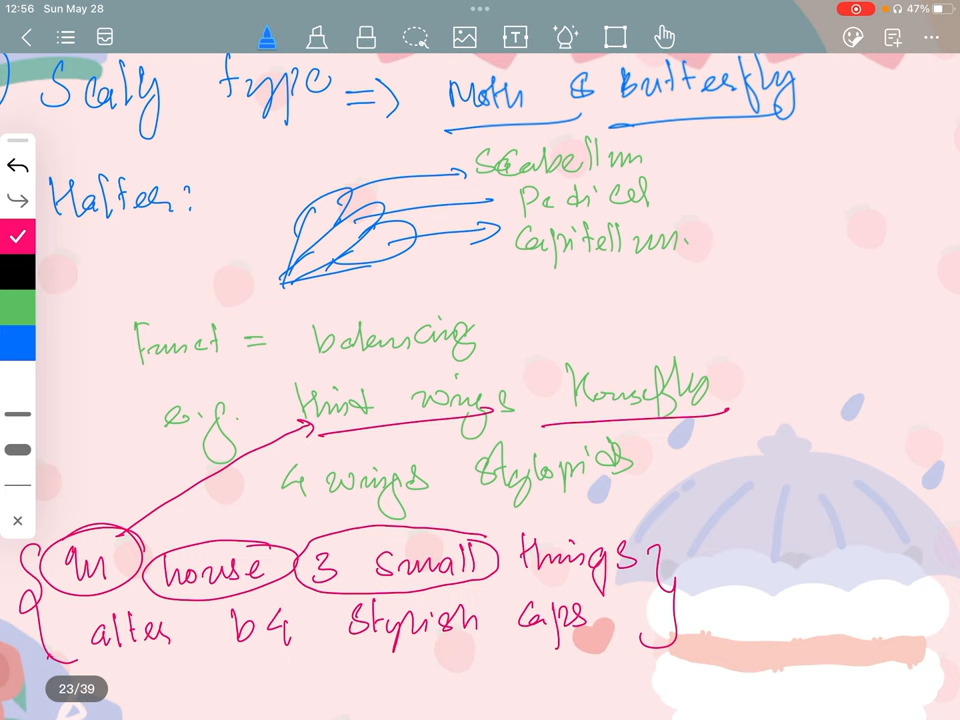 12:56 Sun May 28
47%
) Scaly type => Moth & Butterfly
Halter:
Scabellum
Pedicel
Capitellum.
Funct = balancing
e.g. hind wings Housefly
4 wings Stylopids
{ In house 3 small things }
alter b4 stylish caps
23/39